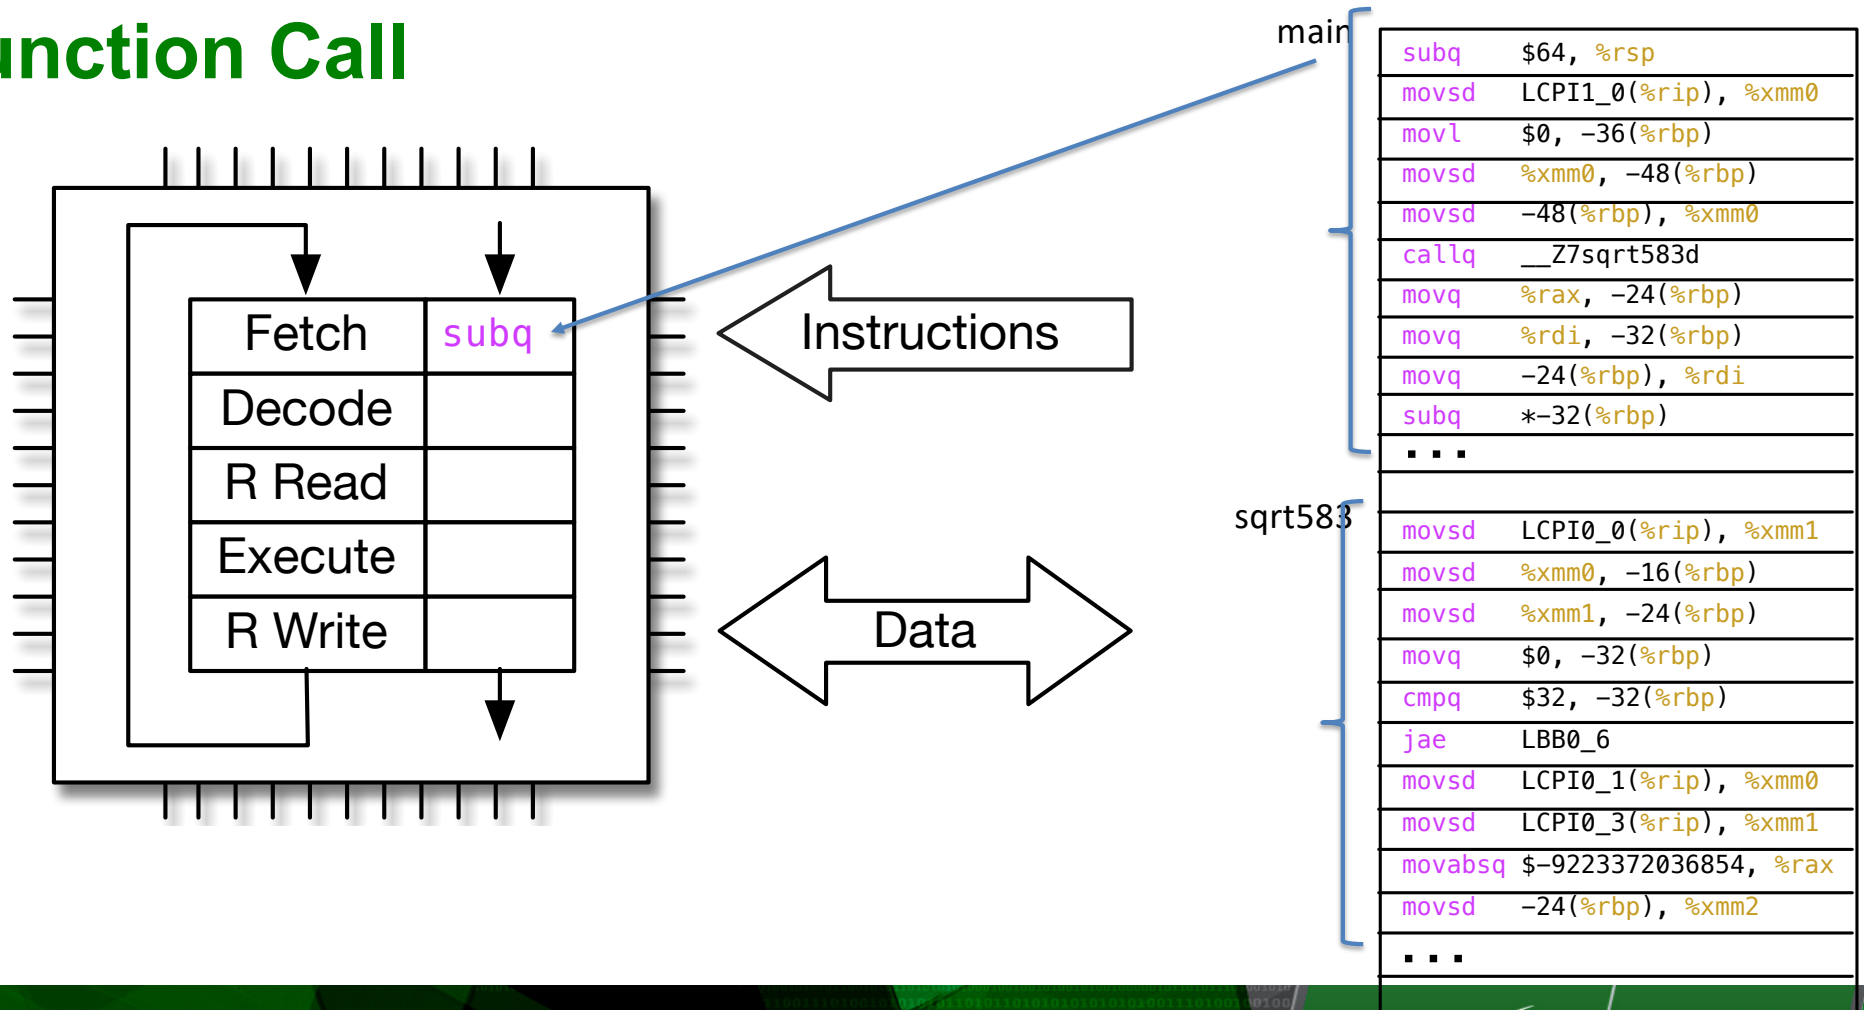 unction Call
main
subq $64, %rsp
movsd LCPI1_0(%rip), %xmm0
movl $0, −36(%rbp)
movsd %xmm0, −48(%rbp)
movsd −48(%rbp), %xmm0
callq __Z7sqrt583d
movq %rax, −24(%rbp)
movq %rdi, −32(%rbp)
movq −24(%rbp), %rdi
subq *−32(%rbp)
...
sqrt583
movsd LCPI0_0(%rip), %xmm1
movsd %xmm0, −16(%rbp)
movsd %xmm1, −24(%rbp)
movq $0, −32(%rbp)
cmpq $32, −32(%rbp)
jae LBB0_6
movsd LCPI0_1(%rip), %xmm0
movsd LCPI0_3(%rip), %xmm1
movabsq $−9223372036854, %rax
movsd −24(%rbp), %xmm2
...
Fetch subq
Decode
R Read
Execute
R Write
Instructions
Data